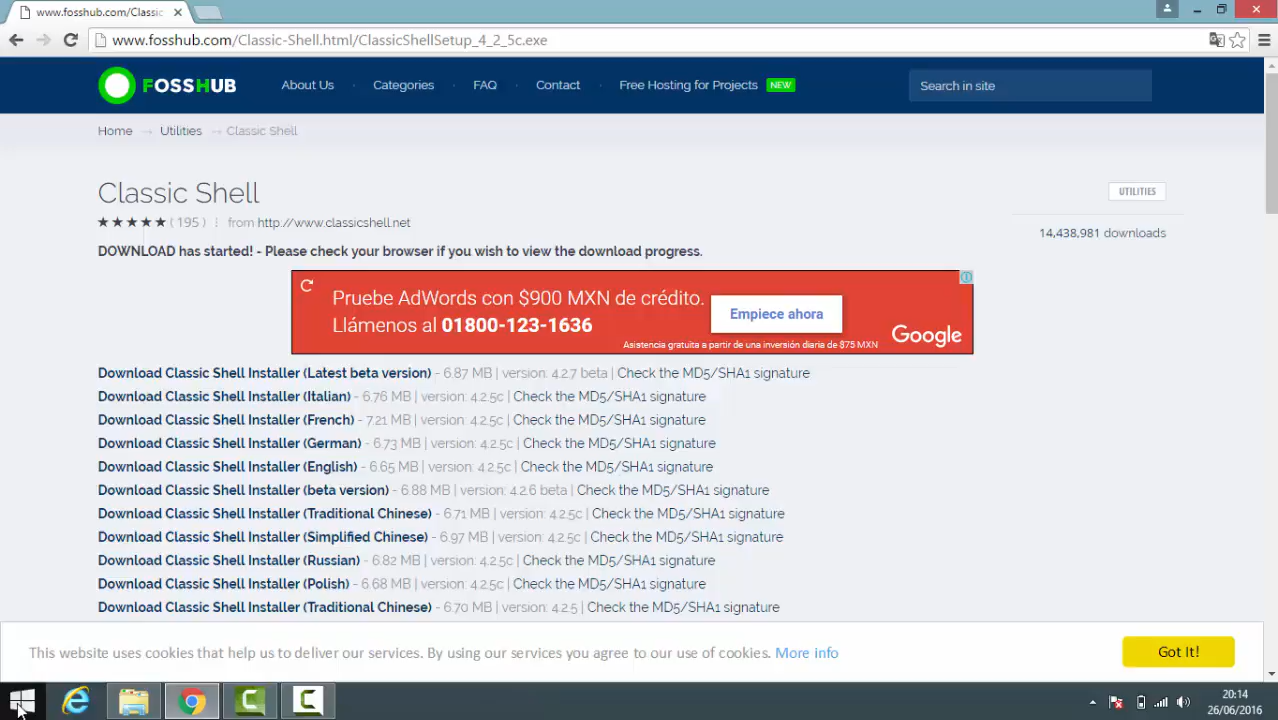 www.fosshub.com/Classic
www.fosshub.com/Classic-Shell.html/ClassicShellSetup_4_2_5c.exe
FOSSHUB
About Us
Categories
FAQ
Contact
Free Hosting for Projects NEW
Search in site
Home → Utilities → Classic Shell
Classic Shell
UTILITIES
★★★★★ ( 195 ) from http://www.classicshell.net
14,438,981 downloads
DOWNLOAD has started! - Please check your browser if you wish to view the download progress.
Pruebe AdWords con $900 MXN de crédito.
Llámenos al 01800-123-1636
Empiece ahora
Google
Asistencia gratuita a partir de una inversión diaria de $75 MXN
Download Classic Shell Installer (Latest beta version) - 6.87 MB | version: 4.2.7 beta | Check the MD5/SHA1 signature
Download Classic Shell Installer (Italian) - 6.76 MB | version: 4.2.5c | Check the MD5/SHA1 signature
Download Classic Shell Installer (French) - 7.21 MB | version: 4.2.5c | Check the MD5/SHA1 signature
Download Classic Shell Installer (German) - 6.73 MB | version: 4.2.5c | Check the MD5/SHA1 signature
Download Classic Shell Installer (English) - 6.65 MB | version: 4.2.5c | Check the MD5/SHA1 signature
Download Classic Shell Installer (beta version) - 6.88 MB | version: 4.2.6 beta | Check the MD5/SHA1 signature
Download Classic Shell Installer (Traditional Chinese) - 6.71 MB | version: 4.2.5c | Check the MD5/SHA1 signature
Download Classic Shell Installer (Simplified Chinese) - 6.97 MB | version: 4.2.5c | Check the MD5/SHA1 signature
Download Classic Shell Installer (Russian) - 6.82 MB | version: 4.2.5c | Check the MD5/SHA1 signature
Download Classic Shell Installer (Polish) - 6.68 MB | version: 4.2.5c | Check the MD5/SHA1 signature
Download Classic Shell Installer (Traditional Chinese) - 6.70 MB | version: 4.2.5 | Check the MD5/SHA1 signature
This website uses cookies that help us to deliver our services. By using our services you agree to our use of cookies. More info
Got It!
20:14
26/06/2016